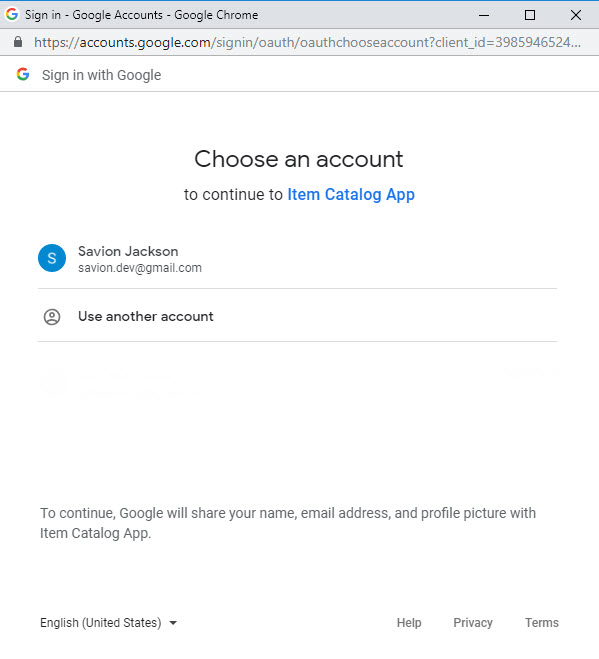 Sign in - Google Accounts - Google Chrome
https://accounts.google.com/signin/oauth/oauthchooseaccount?client_id=3985946524...
Sign in with Google
Choose an account
to continue to Item Catalog App
S
Savion Jackson
savion.dev@gmail.com
Use another account
To continue, Google will share your name, email address, and profile picture with
Item Catalog App.
English (United States)
Help Privacy Terms